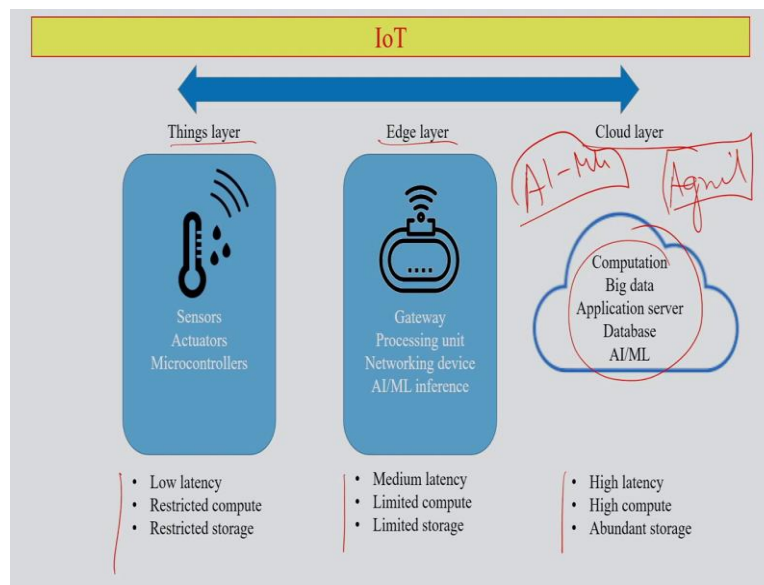 IoT
Things layer
Edge layer
Cloud layer
AI-ML
Sensors
Actuators
Microcontrollers
Gateway
Processing unit
Networking device
AI/ML inference
Computation
Big data
Application server
Database
AI/ML
• Low latency
• Restricted compute
• Restricted storage
• Medium latency
• Limited compute
• Limited storage
• High latency
• High compute
• Abundant storage